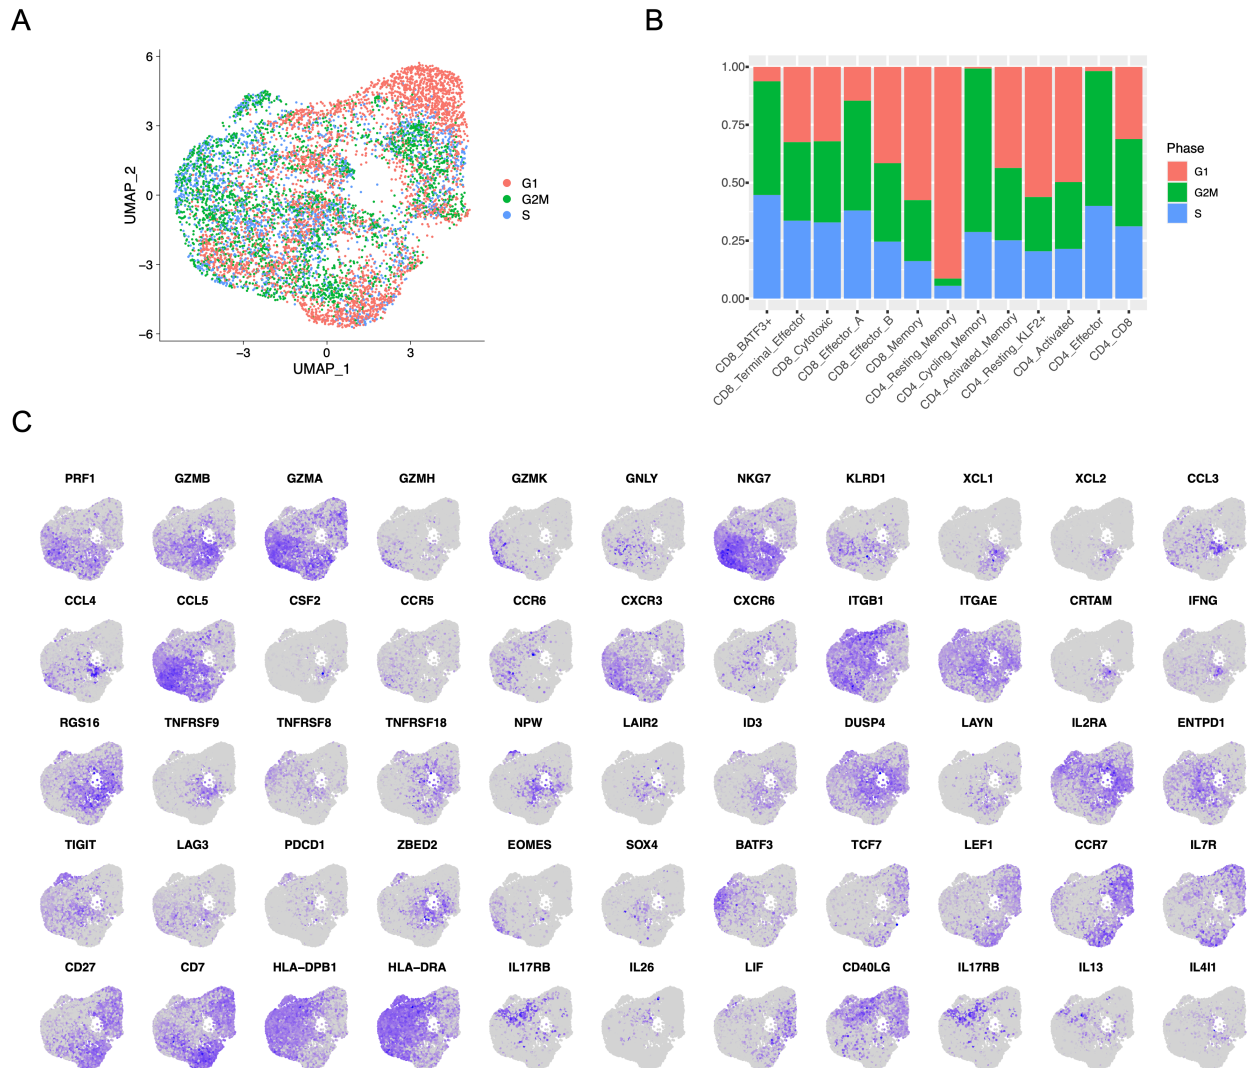 A
B
6
3
0
−3
−6
UMAP_2
−3
0
3
UMAP_1
G1
G2M
S
1.00
0.75
0.50
0.25
0.00
CD8_BATF3+
CD8_Terminal_Effector
CD8_Cytotoxic
CD8_Effector_A
CD8_Effector_B
CD8_Memory
CD4_Resting_Memory
CD4_Cycling_Memory
CD4_Activated_Memory
CD4_Resting_KLF2+
CD4_Activated
CD4_Effector
CD4_CD8
Phase
G1
G2M
S
C
PRF1 GZMB GZMA GZMH GZMK GNLY NKG7 KLRD1 XCL1 XCL2 CCL3
CCL4 CCL5 CSF2 CCR5 CCR6 CXCR3 CXCR6 ITGB1 ITGAE CRTAM IFNG
RGS16 TNFRSF9 TNFRSF8 TNFRSF18 NPW LAIR2 ID3 DUSP4 LAYN IL2RA ENTPD1
TIGIT LAG3 PDCD1 ZBED2 EOMES SOX4 BATF3 TCF7 LEF1 CCR7 IL7R
CD27 CD7 HLA−DPB1 HLA−DRA IL17RB IL26 LIF CD40LG IL17RB IL13 IL4I1